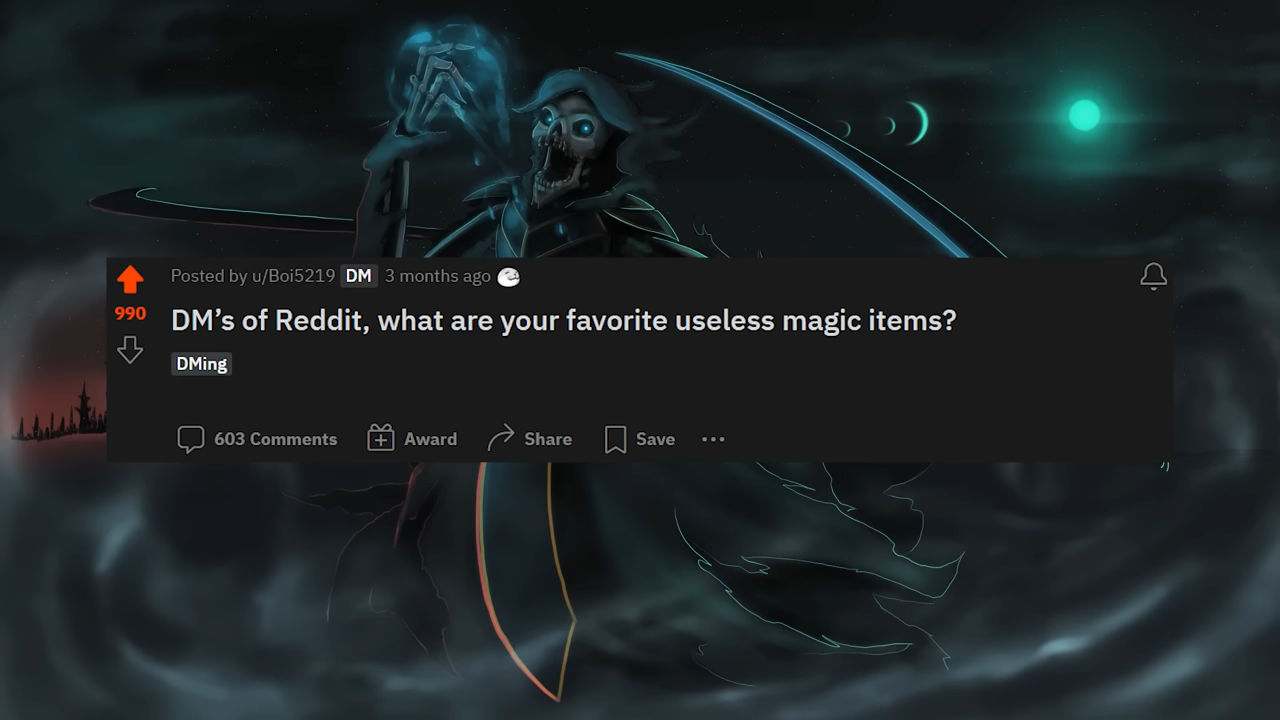 Posted by u/Boi5219 DM 3 months ago
990
DM’s of Reddit, what are your favorite useless magic items?
DMing
603 Comments Award Share Save